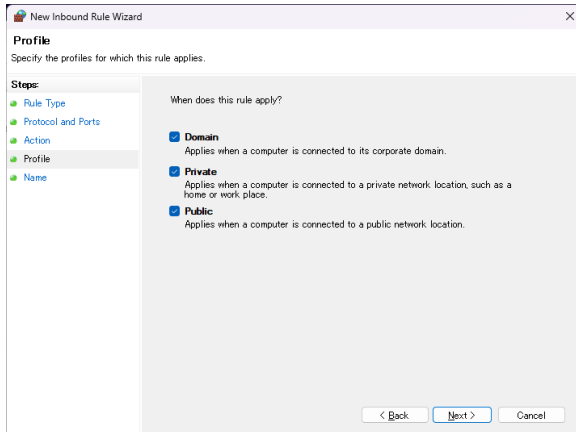 New Inbound Rule Wizard
Profile
Specify the profiles for which this rule applies.
Steps:
Rule Type
Protocol and Ports
Action
Profile
Name
When does this rule apply?
Domain
Applies when a computer is connected to its corporate domain.
Private
Applies when a computer is connected to a private network location, such as a
home or work place.
Public
Applies when a computer is connected to a public network location.
< Back
Next >
Cancel